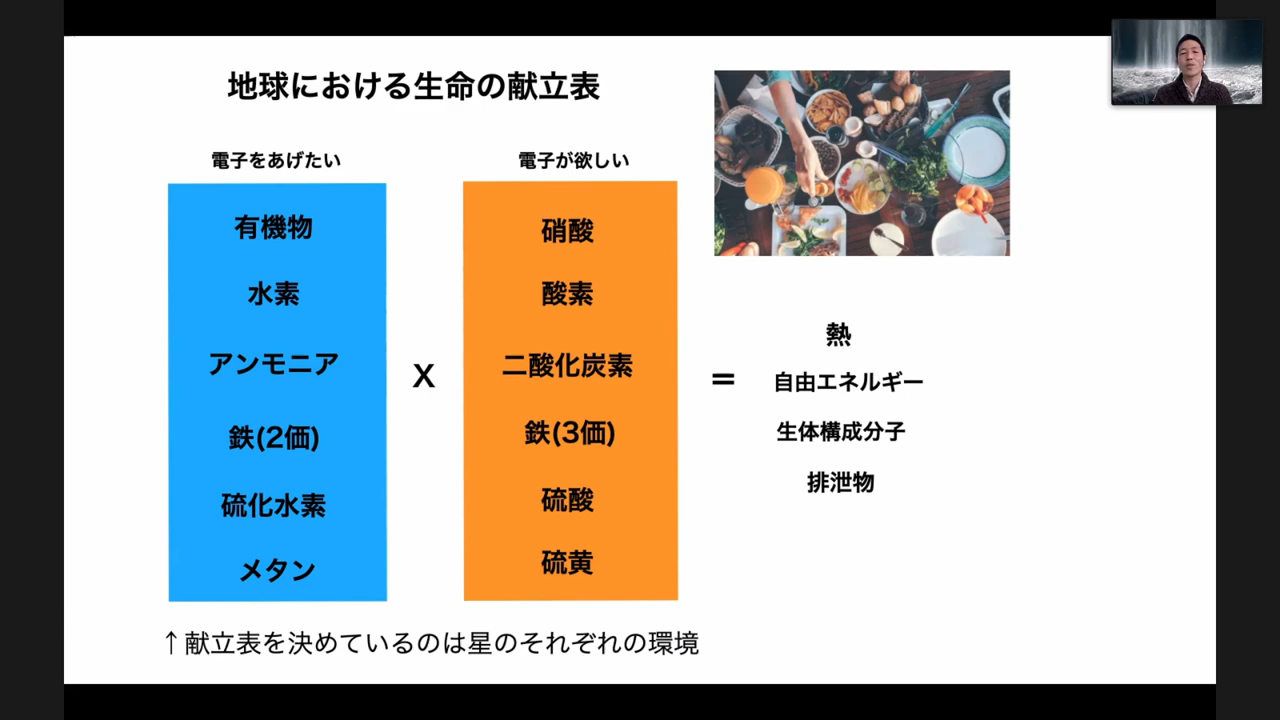 地球における生命の献立表
電子をあげたい
電子が欲しい
有機物
水素
アンモニア
鉄(2価)
硫化水素
メタン
X
硝酸
酸素
二酸化炭素
鉄(3価)
硫酸
硫黄
=
熱
自由エネルギー
生体構成分子
排泄物
↑献立表を決めているのは星のそれぞれの環境